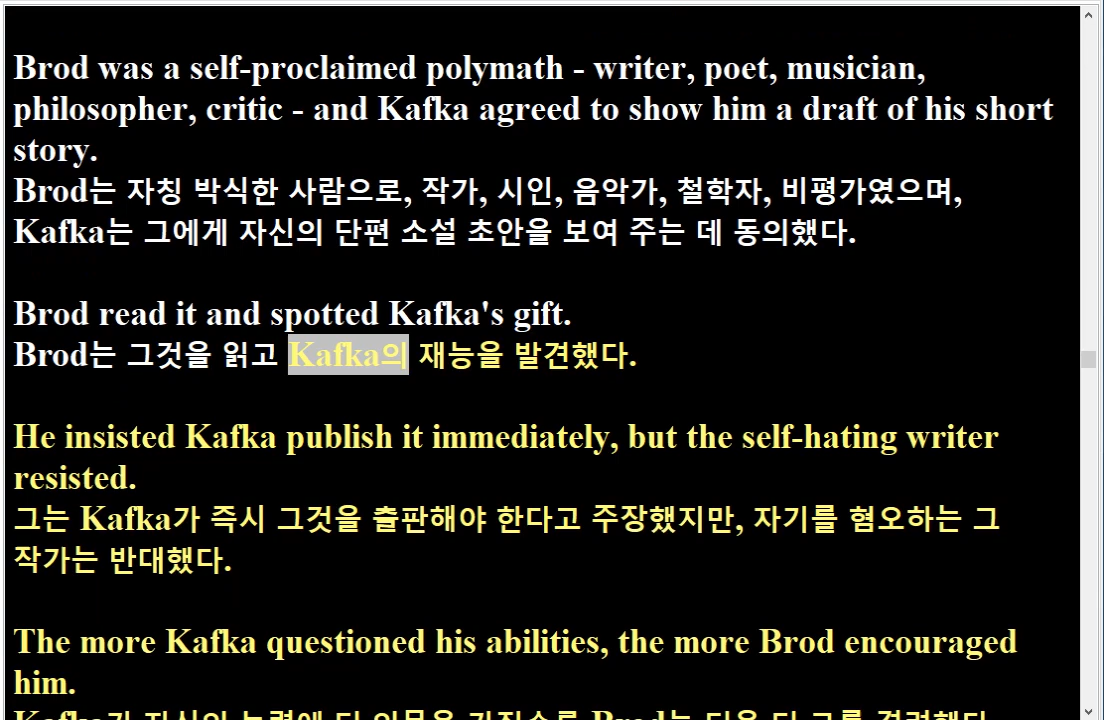 Brod was a self-proclaimed polymath - writer, poet, musician,
philosopher, critic - and Kafka agreed to show him a draft of his short
story.
Brod는 자칭 박식한 사람으로, 작가, 시인, 음악가, 철학자, 비평가였으며,
Kafka는 그에게 자신의 단편 소설 초안을 보여 주는 데 동의했다.
Brod read it and spotted Kafka's gift.
Brod는 그것을 읽고 Kafka의 재능을 발견했다.
He insisted Kafka publish it immediately, but the self-hating writer
resisted.
그는 Kafka가 즉시 그것을 출판해야 한다고 주장했지만, 자기를 혐오하는 그
작가는 반대했다.
The more Kafka questioned his abilities, the more Brod encouraged
him.